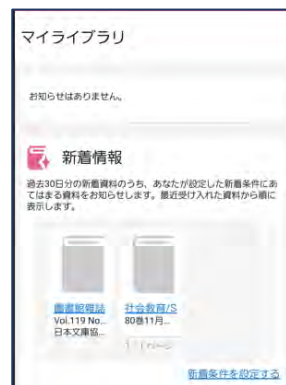 マイライブラリ
お知らせはありません。
新着情報
過去30日分の新着資料のうち、あなたが設定した新着条件にあ
てはまる資料をお知らせします。最近受け入れた資料から順に
表示します。
図書館雑誌
社会教育/S
Vol.119 No...
80巻11月...
日本文庫協...
新着条件を設定する